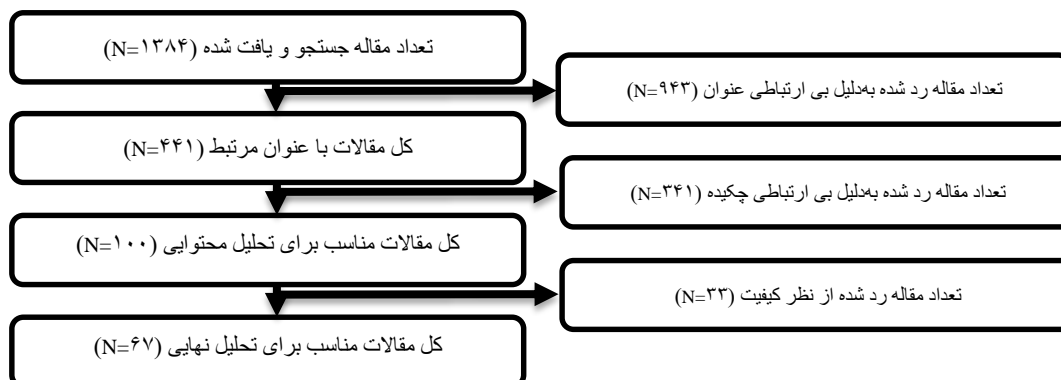 تعداد مقاله جستجو و یافت شده (N=۱۳۸۴)
تعداد مقاله رد شده به‌دلیل بی ارتباطی عنوان (N=۹۴۳)
کل مقالات با عنوان مرتبط (N=۴۴۱)
تعداد مقاله رد شده به‌دلیل بی ارتباطی چکیده (N=۳۴۱)
کل مقالات مناسب برای تحلیل محتوایی (N=۱۰۰)
تعداد مقاله رد شده از نظر کیفیت (N=۳۳)
کل مقالات مناسب برای تحلیل نهایی (N=۶۷)